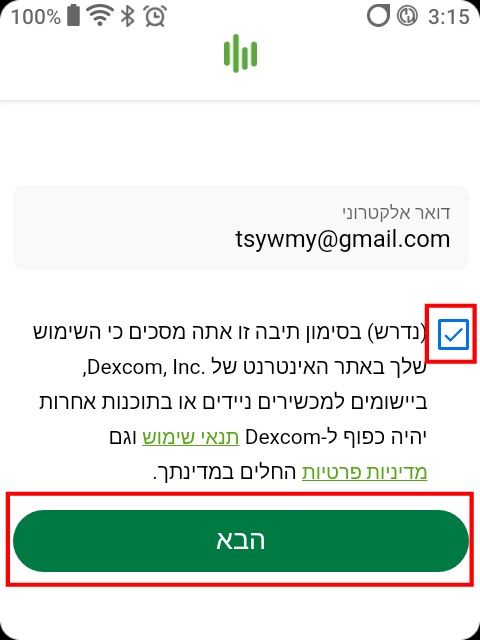 100% 3:15
דואר אלקטרוני
tsywmy@gmail.com
(נדרש) בסימון תיבה זו אתה מסכים כי השימוש
שלך באתר האינטרנט של Dexcom, Inc.,
ביישומים למכשירים ניידים או בתוכנות אחרות
יהיה כפוף ל-Dexcom תנאי שימוש וגם
מדיניות פרטיות החלים במדינתך.
הבא